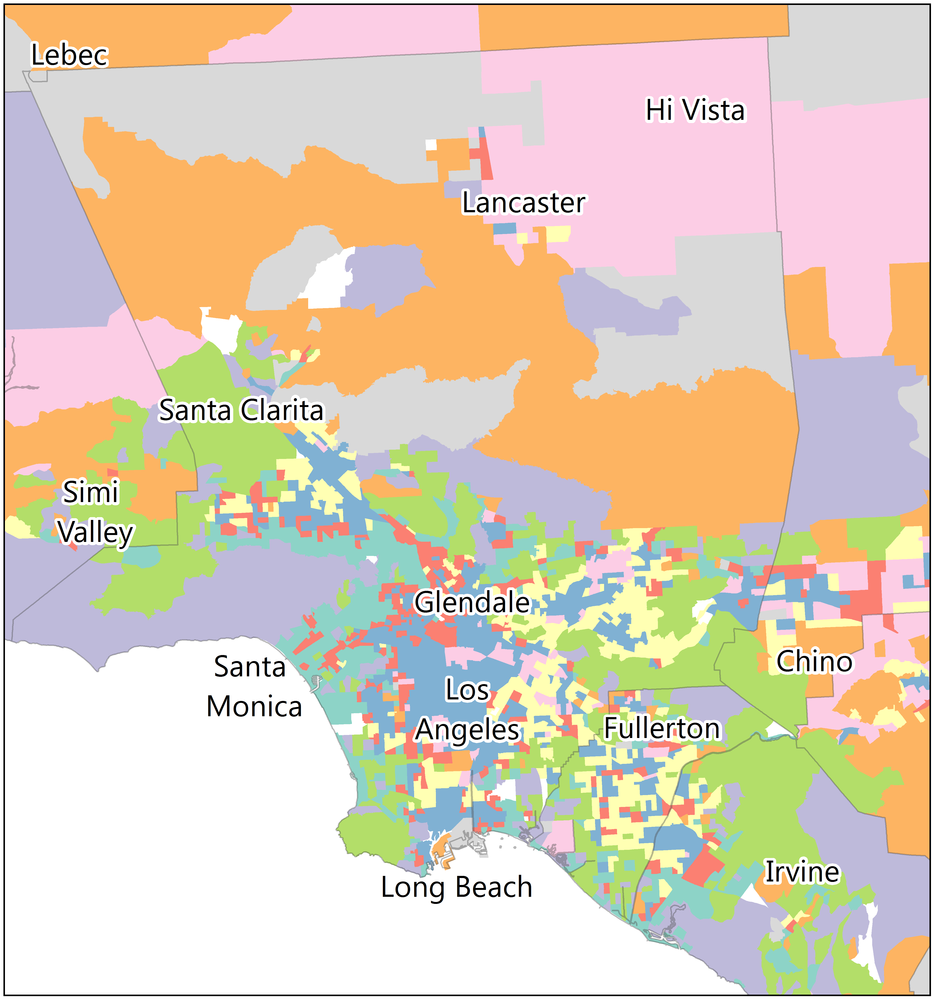 Lebec
Hi Vista
Lancaster
Santa Clarita
Simi
Valley
Glendale
Santa
Monica
Los
Angeles
Chino
Fullerton
Irvine
Long Beach